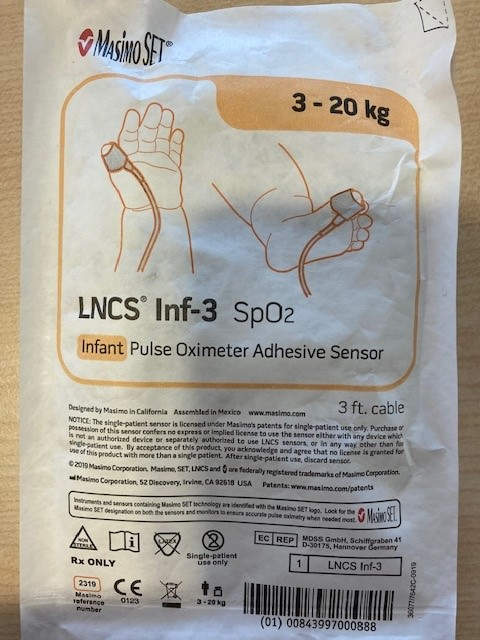 MASIMO SET®
3 - 20 kg
LNCS® Inf-3 SpO2
Infant Pulse Oximeter Adhesive Sensor
Designed by Masimo in California Assembled in Mexico www.masimo.com
3 ft. cable
NOTICE: The single-patient sensor is licensed under Masimo's patents for single-patient use only. Purchase or
possession of this sensor confers no express or implied license to use the sensor either with any device which
is not an authorized device or separately authorized to use LNCS sensors, or in any way other than for
single-patient use. By acceptance of this product, you acknowledge and agree that no license is granted for
use of this product with more than a single patient. After single-patient use, discard sensor.
© 2019 Masimo Corporation. Masimo, SET, LNCS and are federally registered trademarks of Masimo Corporation.
Masimo Corporation, 52 Discovery, Irvine, CA 92618 USA Patents: www.masimo.com/patents
Instruments and sensors containing Masimo SET technology are identified with the Masimo SET logo. Look for the
Masimo SET designation on both the sensors and monitors to ensure accurate pulse oximetry when needed most.
MASIMO SET
NON STERILE
LATEX
Single-patient
use only
EC REP
MDSS GmbH, Schiffgraben 41
D-30175, Hannover Germany
Rx ONLY
1 LNCS Inf-3
2319
Masimo
reference
number
CE
0123
3 - 20 kg
(01) 00843997000888